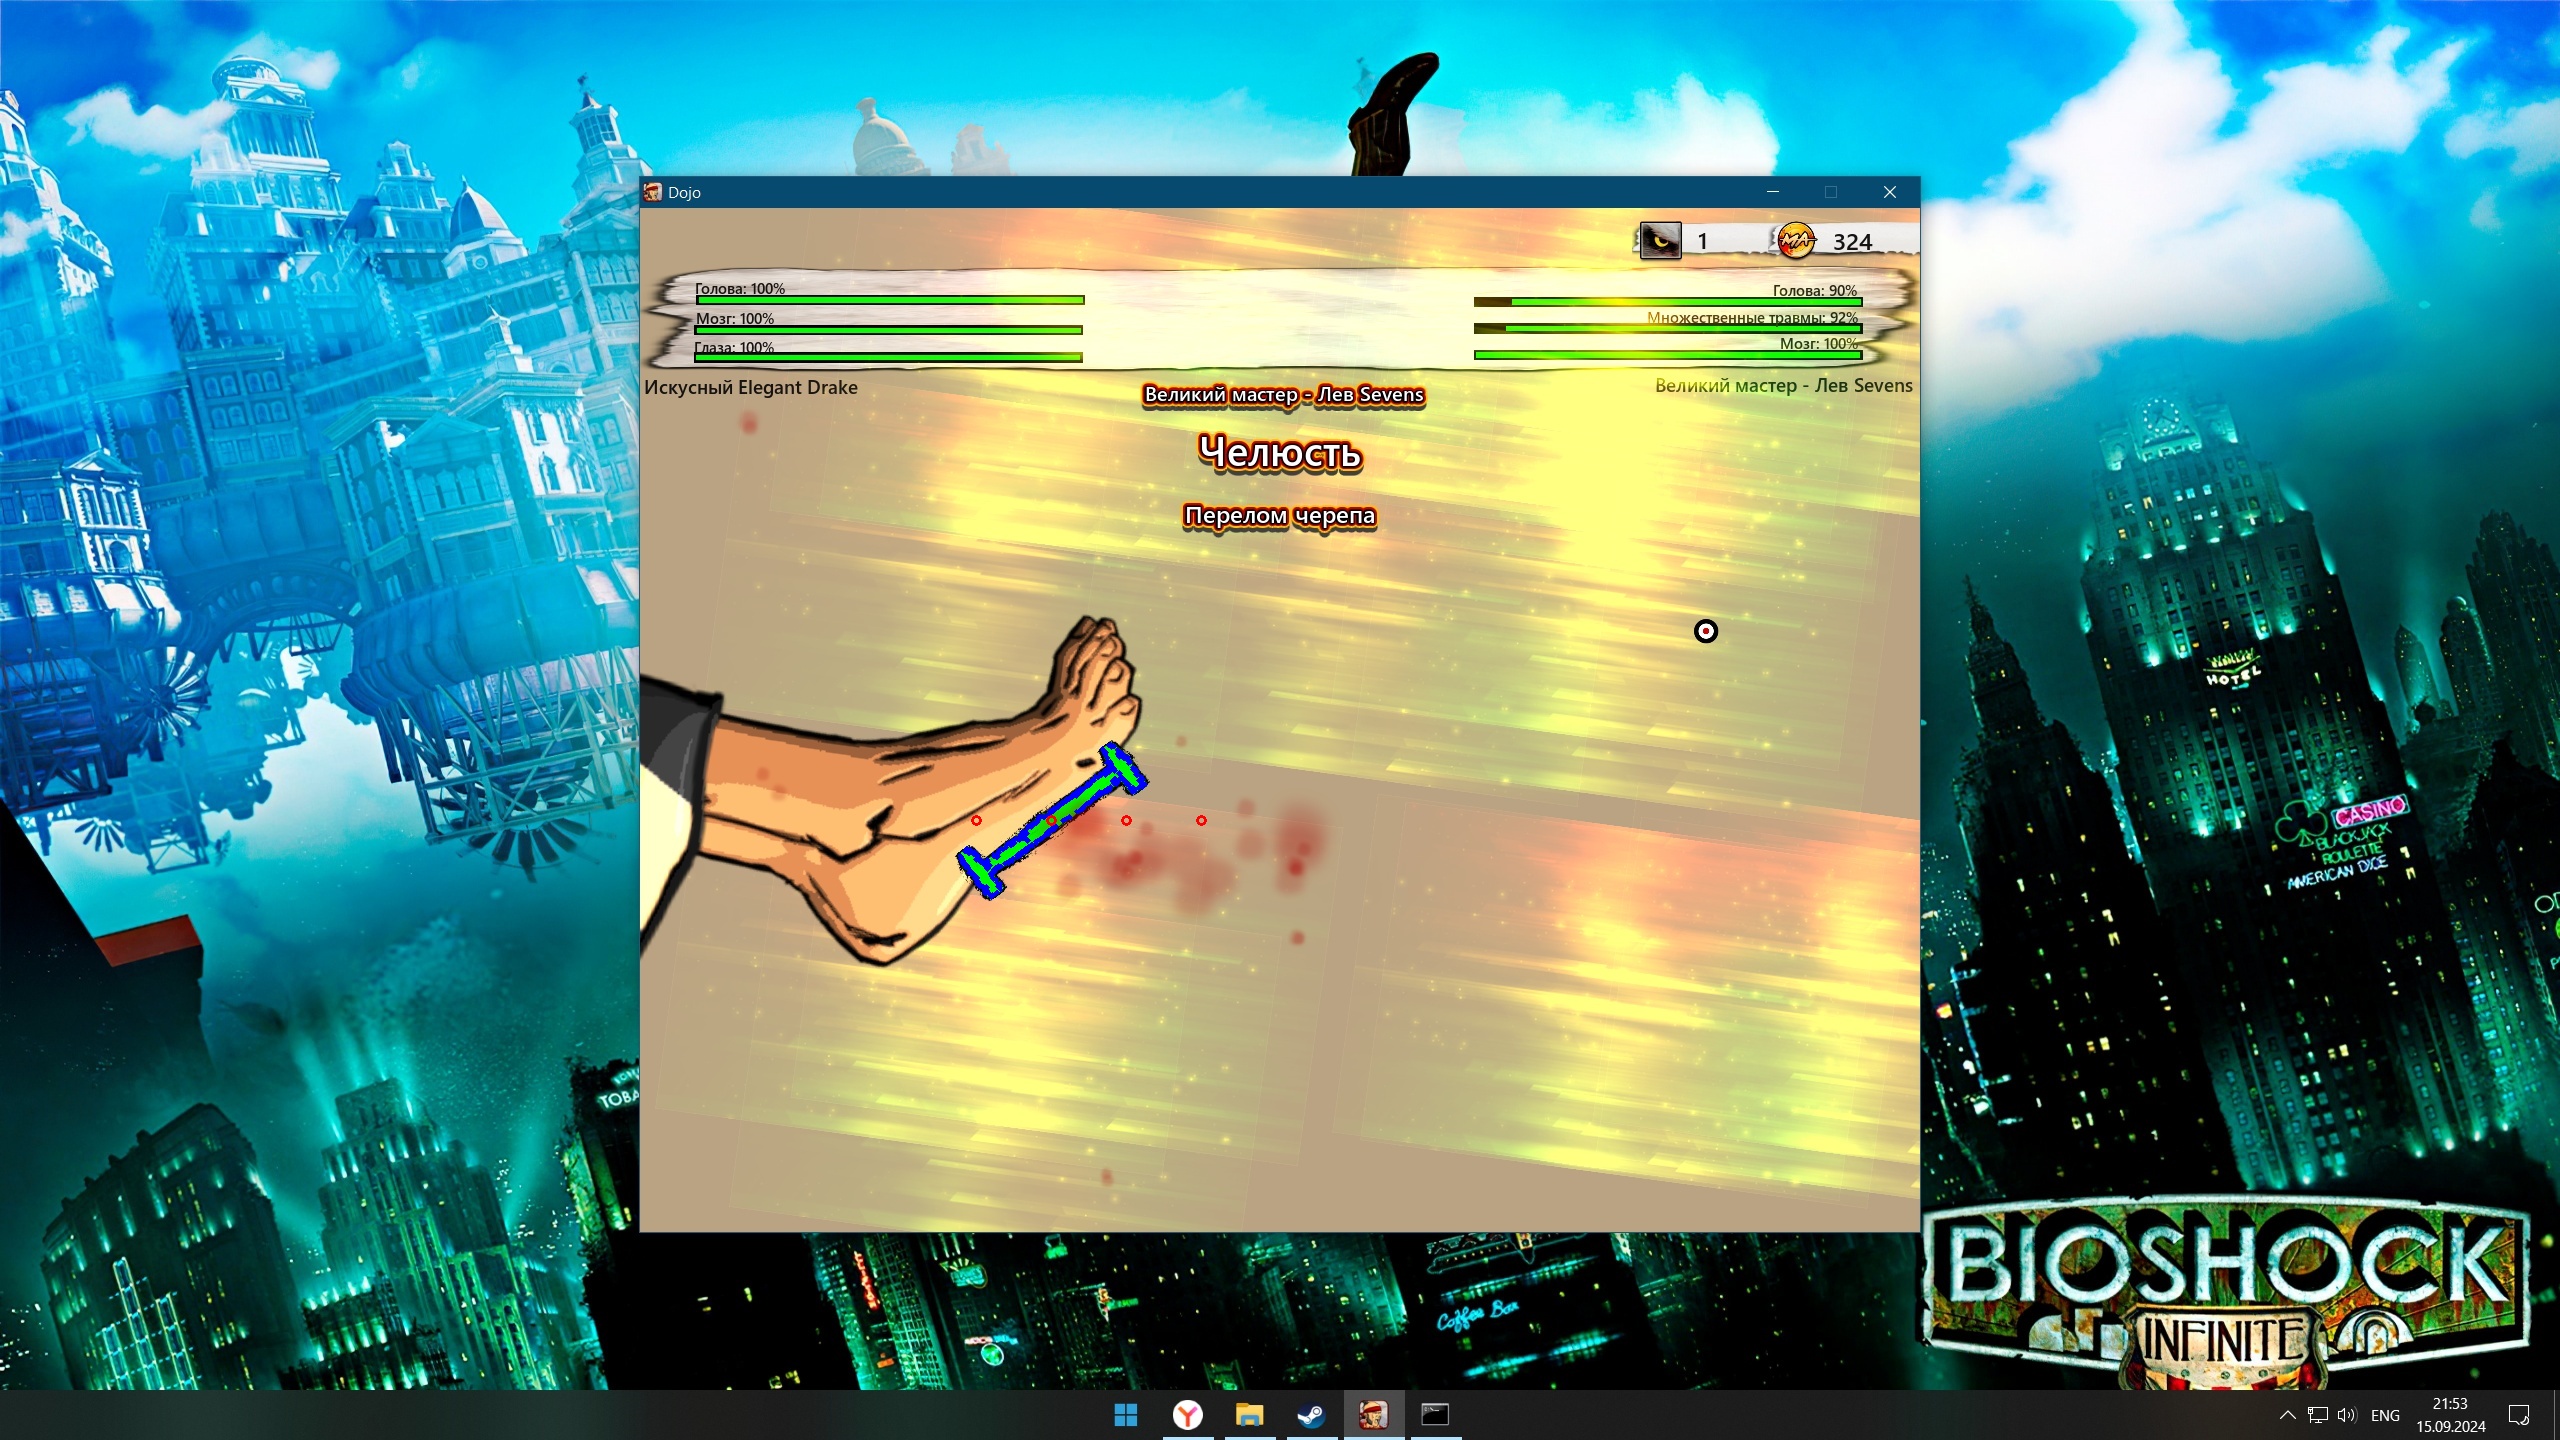 Dojo
1
324
Голова: 100%
Голова: 90%
Мозг: 100%
Множественные травмы: 92%
Глаза: 100%
Мозг: 100%
Искусный Elegant Drake
Великий мастер - Лев Sevens
Великий мастер - Лев Sevens
Челюсть
Перелом черепа
HOTEL
CASINO
BLACKJACK
ROULETTE
AMERICAN DICE
Coffee Bar
BIOSHOCK
INFINITE
ENG
21:53
15.09.2024